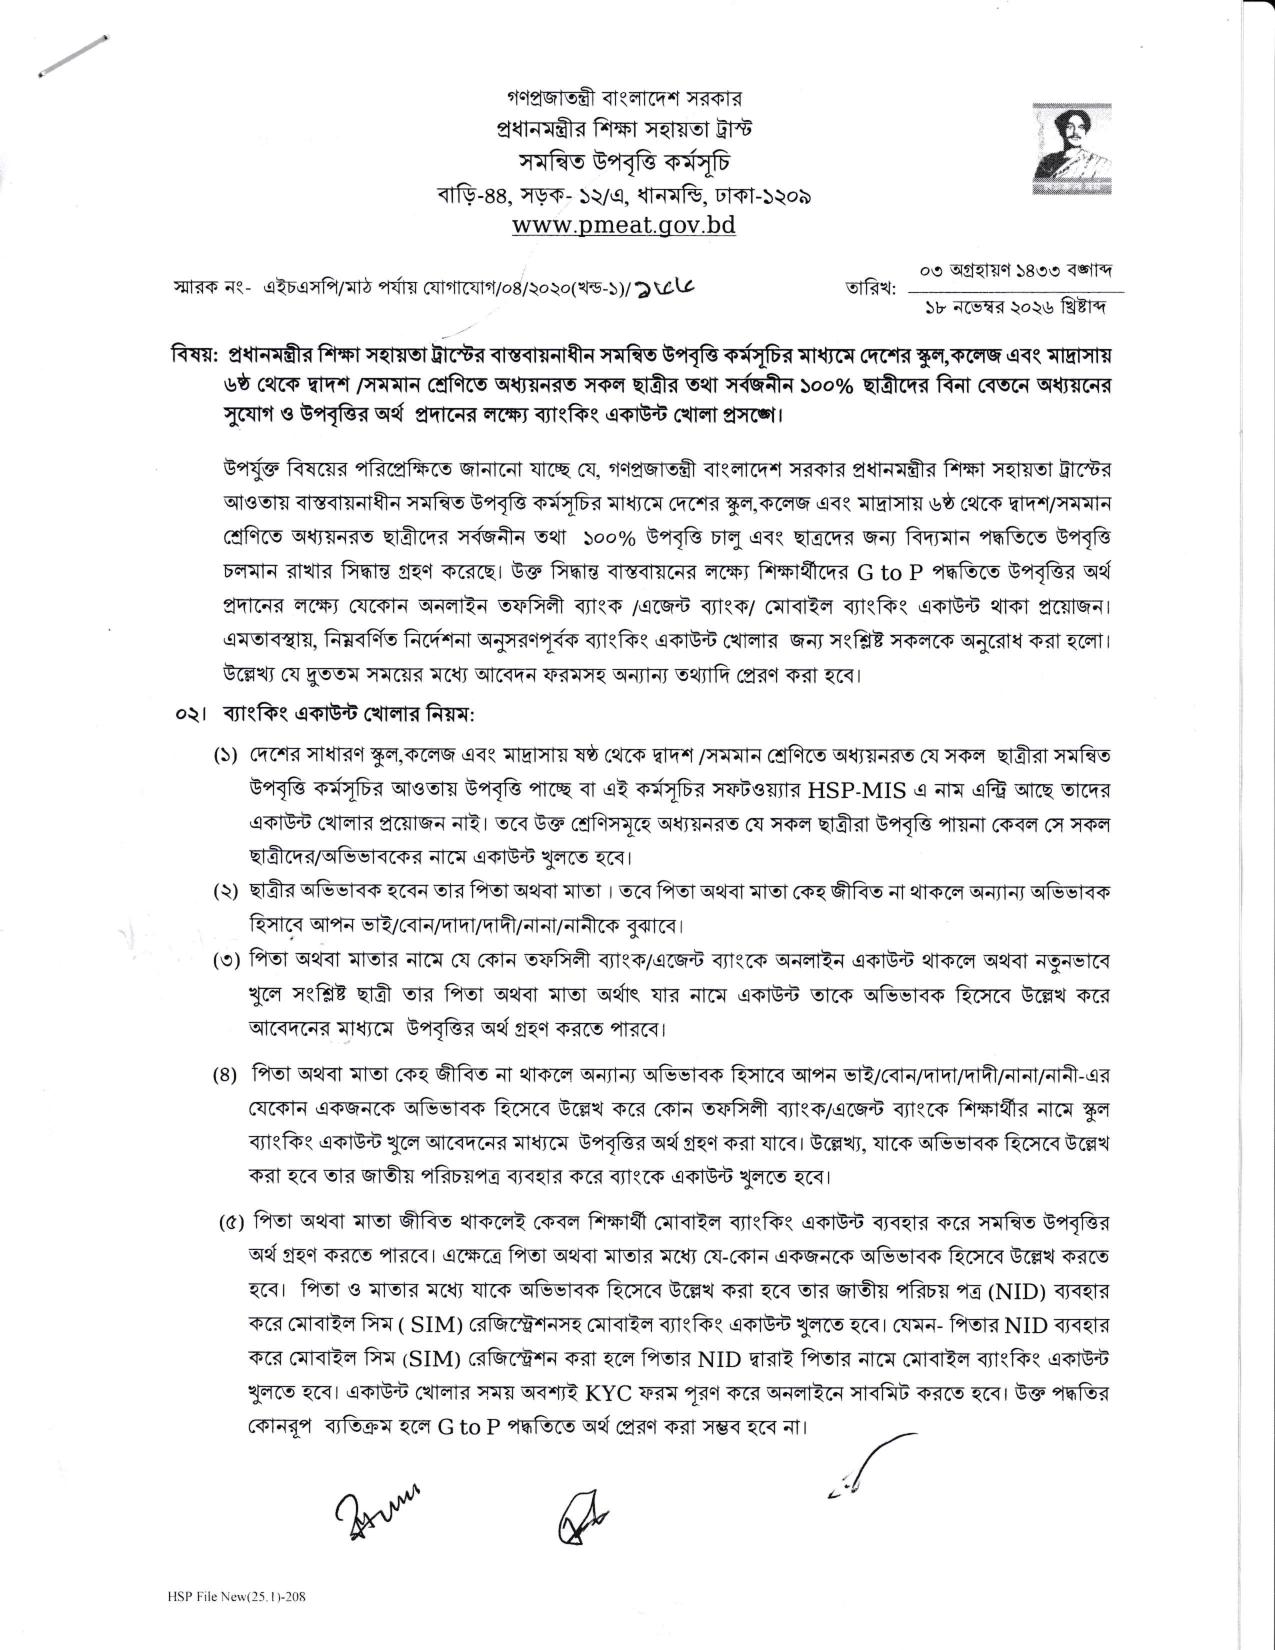 গণপ্রজাতন্ত্রী বাংলাদেশ সরকার
প্রধানমন্ত্রীর শিক্ষা সহায়তা ট্রাস্ট
সমন্বিত উপবৃত্তি কর্মসূচি
বাড়ি-৪৪, সড়ক- ১২/এ, ধানমন্ডি, ঢাকা-১২০৯
www.pmeat.gov.bd
০৩ অগ্রহায়ণ ১৪৩৩ বঙ্গাব্দ
স্মারক নং- এইচএসপি/মাঠ পর্যায় যোগাযোগ/০৪/২০২০(খন্ড-১)/ তারিখ:
১৮ নভেম্বর ২০২৬ খ্রিষ্টাব্দ
বিষয়: প্রধানমন্ত্রীর শিক্ষা সহায়তা ট্রাস্টের বাস্তবায়নাধীন সমন্বিত উপবৃত্তি কর্মসূচির মাধ্যমে দেশের স্কুল,কলেজ এবং মাদ্রাসায়
৬ষ্ঠ থেকে দ্বাদশ /সমমান শ্রেণিতে অধ্যয়নরত সকল ছাত্রীর তথা সর্বজনীন ১০০% ছাত্রীদের বিনা বেতনে অধ্যয়নের
সুযোগ ও উপবৃত্তির অর্থ প্রদানের লক্ষ্যে ব্যাংকিং একাউন্ট খোলা প্রসঙ্গে।
উপর্যুক্ত বিষয়ের পরিপ্রেক্ষিতে জানানো যাচ্ছে যে, গণপ্রজাতন্ত্রী বাংলাদেশ সরকার প্রধানমন্ত্রীর শিক্ষা সহায়তা ট্রাস্টের
আওতায় বাস্তবায়নাধীন সমন্বিত উপবৃত্তি কর্মসূচির মাধ্যমে দেশের স্কুল,কলেজ এবং মাদ্রাসায় ৬ষ্ঠ থেকে দ্বাদশ/সমমান
শ্রেণিতে অধ্যয়নরত ছাত্রীদের সর্বজনীন তথা ১০০% উপবৃত্তি চালু এবং ছাত্রদের জন্য বিদ্যমান পদ্ধতিতে উপবৃত্তি
চলমান রাখার সিদ্ধান্ত গ্রহণ করেছে। উক্ত সিদ্ধান্ত বাস্তবায়নের লক্ষ্যে শিক্ষার্থীদের G to P পদ্ধতিতে উপবৃত্তির অর্থ
প্রদানের লক্ষ্যে যেকোন অনলাইন তফসিলী ব্যাংক /এজেন্ট ব্যাংক/ মোবাইল ব্যাংকিং একাউন্ট থাকা প্রয়োজন।
এমতাবস্থায়, নিম্নবর্ণিত নির্দেশনা অনুসরণপূর্বক ব্যাংকিং একাউন্ট খোলার জন্য সংশ্লিষ্ট সকলকে অনুরোধ করা হলো।
উল্লেখ্য যে দ্রুততম সময়ের মধ্যে আবেদন ফরমসহ অন্যান্য তথ্যাদি প্রেরণ করা হবে।
০২। ব্যাংকিং একাউন্ট খোলার নিয়ম:
(১) দেশের সাধারণ স্কুল,কলেজ এবং মাদ্রাসায় ষষ্ঠ থেকে দ্বাদশ /সমমান শ্রেণিতে অধ্যয়নরত যে সকল ছাত্রীরা সমন্বিত
উপবৃত্তি কর্মসূচির আওতায় উপবৃত্তি পাচ্ছে বা এই কর্মসূচির সফটওয়্যার HSP-MIS এ নাম এন্ট্রি আছে তাদের
একাউন্ট খোলার প্রয়োজন নাই। তবে উক্ত শ্রেণিসমূহে অধ্যয়নরত যে সকল ছাত্রীরা উপবৃত্তি পায়না কেবল সে সকল
ছাত্রীদের/অভিভাবকের নামে একাউন্ট খুলতে হবে।
(২) ছাত্রীর অভিভাবক হবেন তার পিতা অথবা মাতা । তবে পিতা অথবা মাতা কেহ জীবিত না থাকলে অন্যান্য অভিভাবক
হিসাবে আপন ভাই/বোন/দাদা/দাদী/নানা/নানীকে বুঝাবে।
(৩) পিতা অথবা মাতার নামে যে কোন তফসিলী ব্যাংক/এজেন্ট ব্যাংকে অনলাইন একাউন্ট থাকলে অথবা নতুনভাবে
খুলে সংশ্লিষ্ট ছাত্রী তার পিতা অথবা মাতা অর্থাৎ যার নামে একাউন্ট তাকে অভিভাবক হিসেবে উল্লেখ করে
আবেদনের মাধ্যমে উপবৃত্তির অর্থ গ্রহণ করতে পারবে।
(৪) পিতা অথবা মাতা কেহ জীবিত না থাকলে অন্যান্য অভিভাবক হিসাবে আপন ভাই/বোন/দাদা/দাদী/নানা/নানী-এর
যেকোন একজনকে অভিভাবক হিসেবে উল্লেখ করে কোন তফসিলী ব্যাংক/এজেন্ট ব্যাংকে শিক্ষার্থীর নামে স্কুল
ব্যাংকিং একাউন্ট খুলে আবেদনের মাধ্যমে উপবৃত্তির অর্থ গ্রহণ করা যাবে। উল্লেখ্য, যাকে অভিভাবক হিসেবে উল্লেখ
করা হবে তার জাতীয় পরিচয়পত্র ব্যবহার করে ব্যাংকে একাউন্ট খুলতে হবে।
(৫) পিতা অথবা মাতা জীবিত থাকলেই কেবল শিক্ষার্থী মোবাইল ব্যাংকিং একাউন্ট ব্যবহার করে সমন্বিত উপবৃত্তির
অর্থ গ্রহণ করতে পারবে। এক্ষেত্রে পিতা অথবা মাতার মধ্যে যে-কোন একজনকে অভিভাবক হিসেবে উল্লেখ করতে
হবে। পিতা ও মাতার মধ্যে যাকে অভিভাবক হিসেবে উল্লেখ করা হবে তার জাতীয় পরিচয় পত্র (NID) ব্যবহার
করে মোবাইল সিম ( SIM) রেজিস্ট্রেশনসহ মোবাইল ব্যাংকিং একাউন্ট খুলতে হবে। যেমন- পিতার NID ব্যবহার
করে মোবাইল সিম (SIM) রেজিস্ট্রেশন করা হলে পিতার NID দ্বারাই পিতার নামে মোবাইল ব্যাংকিং একাউন্ট
খুলতে হবে। একাউন্ট খোলার সময় অবশ্যই KYC ফরম পূরণ করে অনলাইনে সাবমিট করতে হবে। উক্ত পদ্ধতির
কোনরূপ ব্যতিক্রম হলে G to P পদ্ধতিতে অর্থ প্রেরণ করা সম্ভব হবে না।
HSP File New(25.1)-208